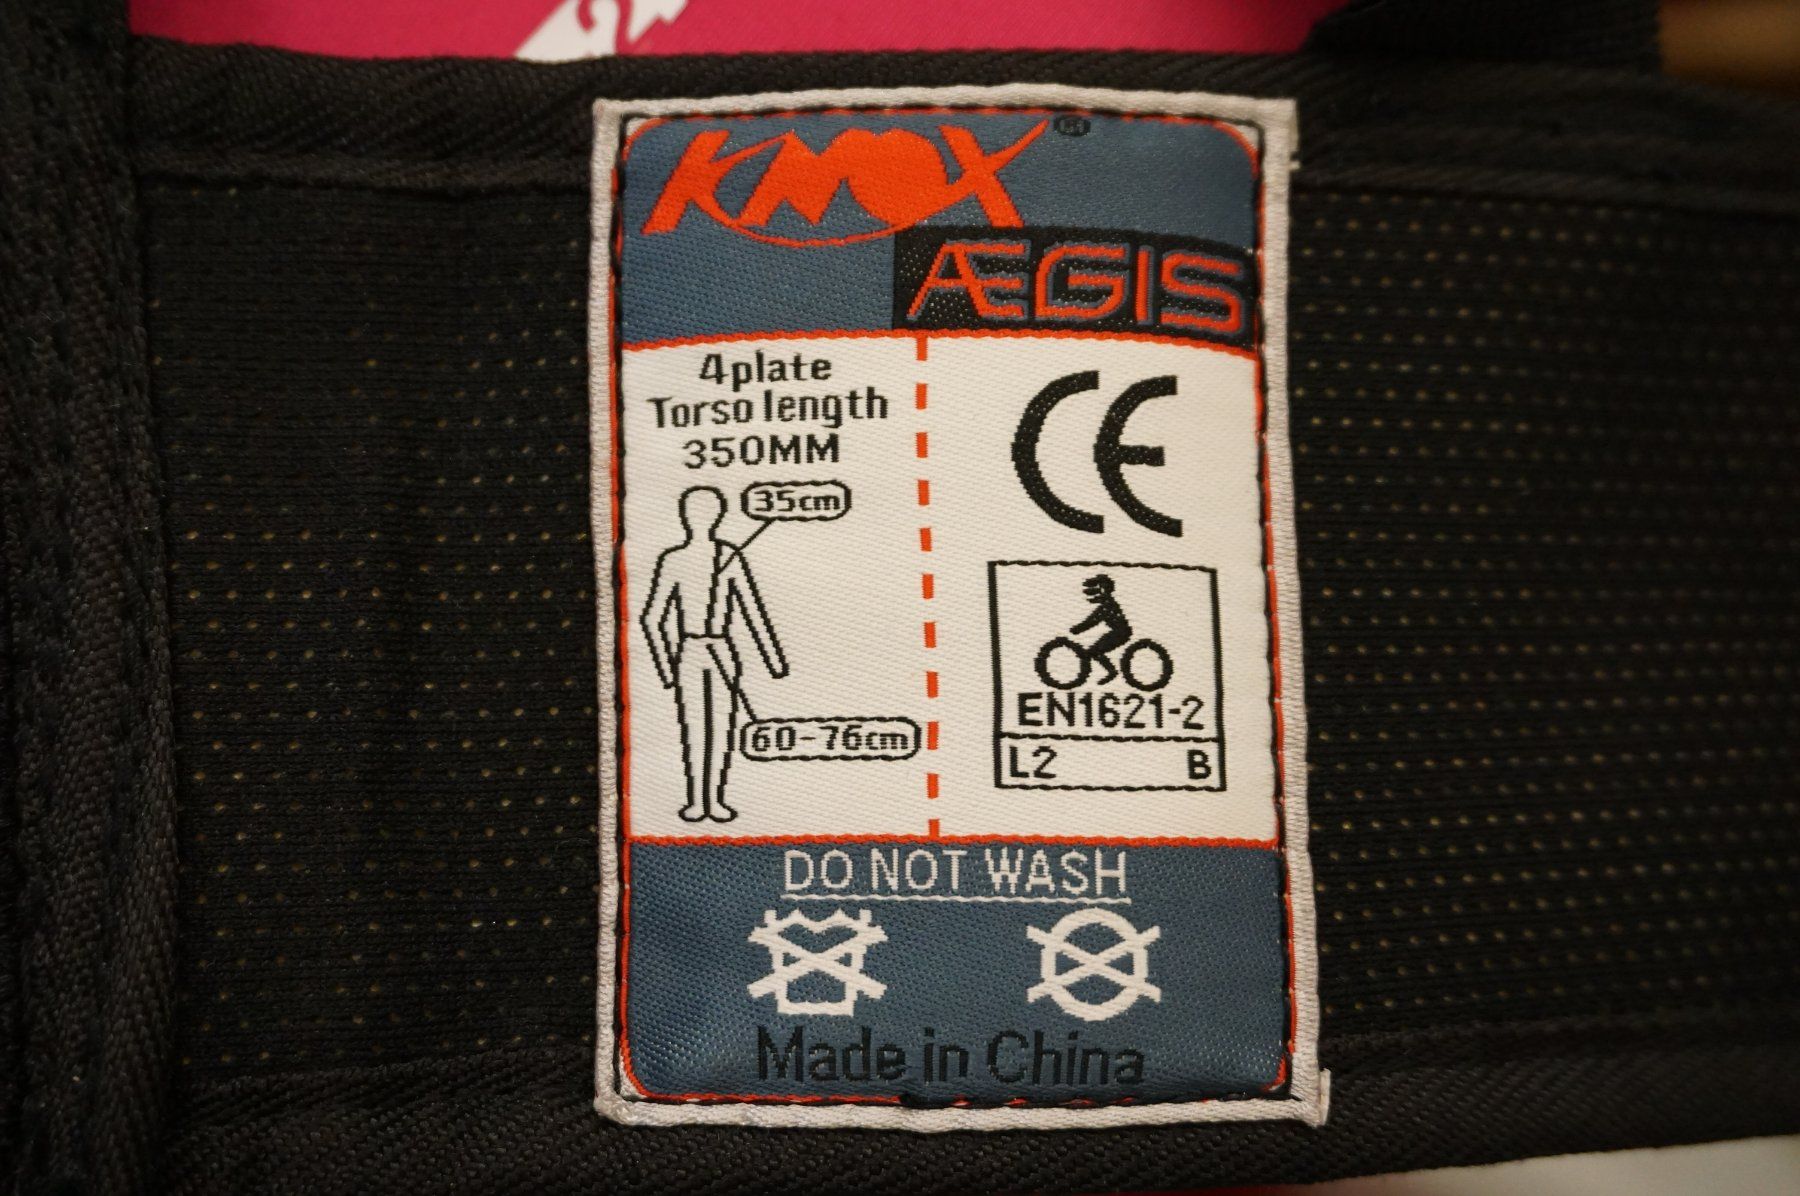 KMX®
ÆGIS
4plate
Torso length
350MM
35cm
60-76cm
CE
EN1621-2
L2 B
DO NOT WASH
Made in China